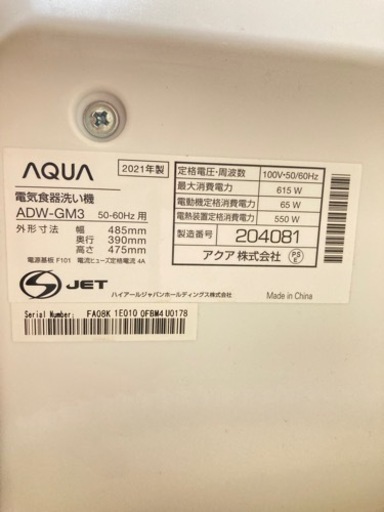 AQUA 2021年製
電気食器洗い機
ADW-GM3 50-60Hz 用
外形寸法 幅 485mm
奥行 390mm
高さ 475mm
電源基板 F101 電流ヒューズ定格電流 4A
定格電圧・周波数 100V・50/60Hz
最大消費電力 615 W
電動機定格消費電力 65 W
電熱装置定格消費電力 550 W
製造番号 204081
アクア 株式会社 PS E
S JET
ハイアールジャパンホールディングス株式会社
Made in China
Serial Number: FA08K 1E010 0FBM4 U0178